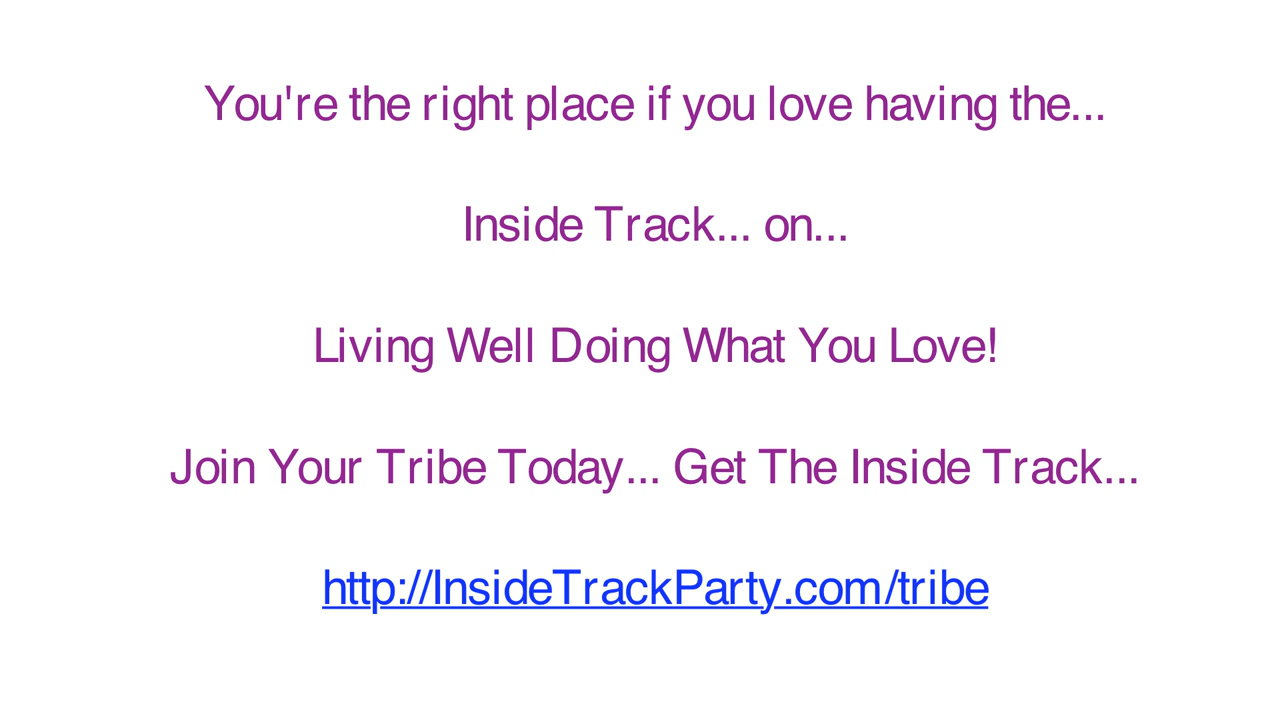 You're the right place if you love having the...
Inside Track... on...
Living Well Doing What You Love!
Join Your Tribe Today... Get The Inside Track...
http://InsideTrackParty.com/tribe